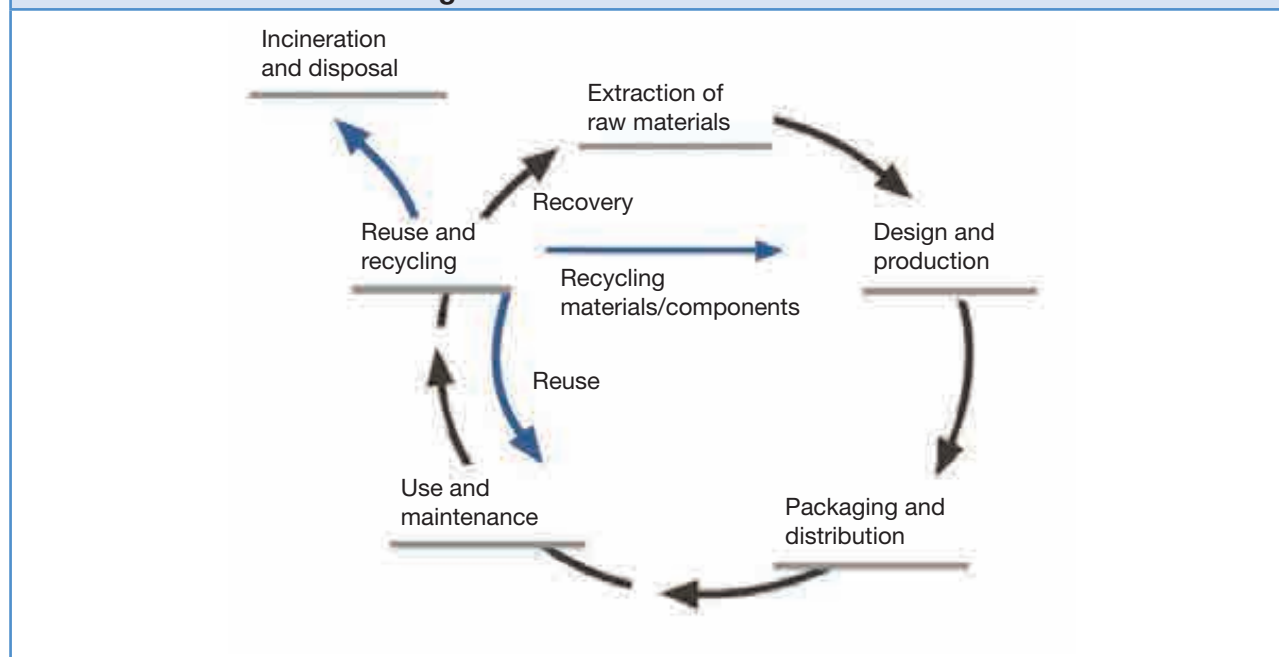 Incineration
and disposal
Extraction of
raw materials
Recovery
Reuse and
recycling
Design and
production
Recycling
materials/components
Reuse
Use and
maintenance
Packaging and
distribution